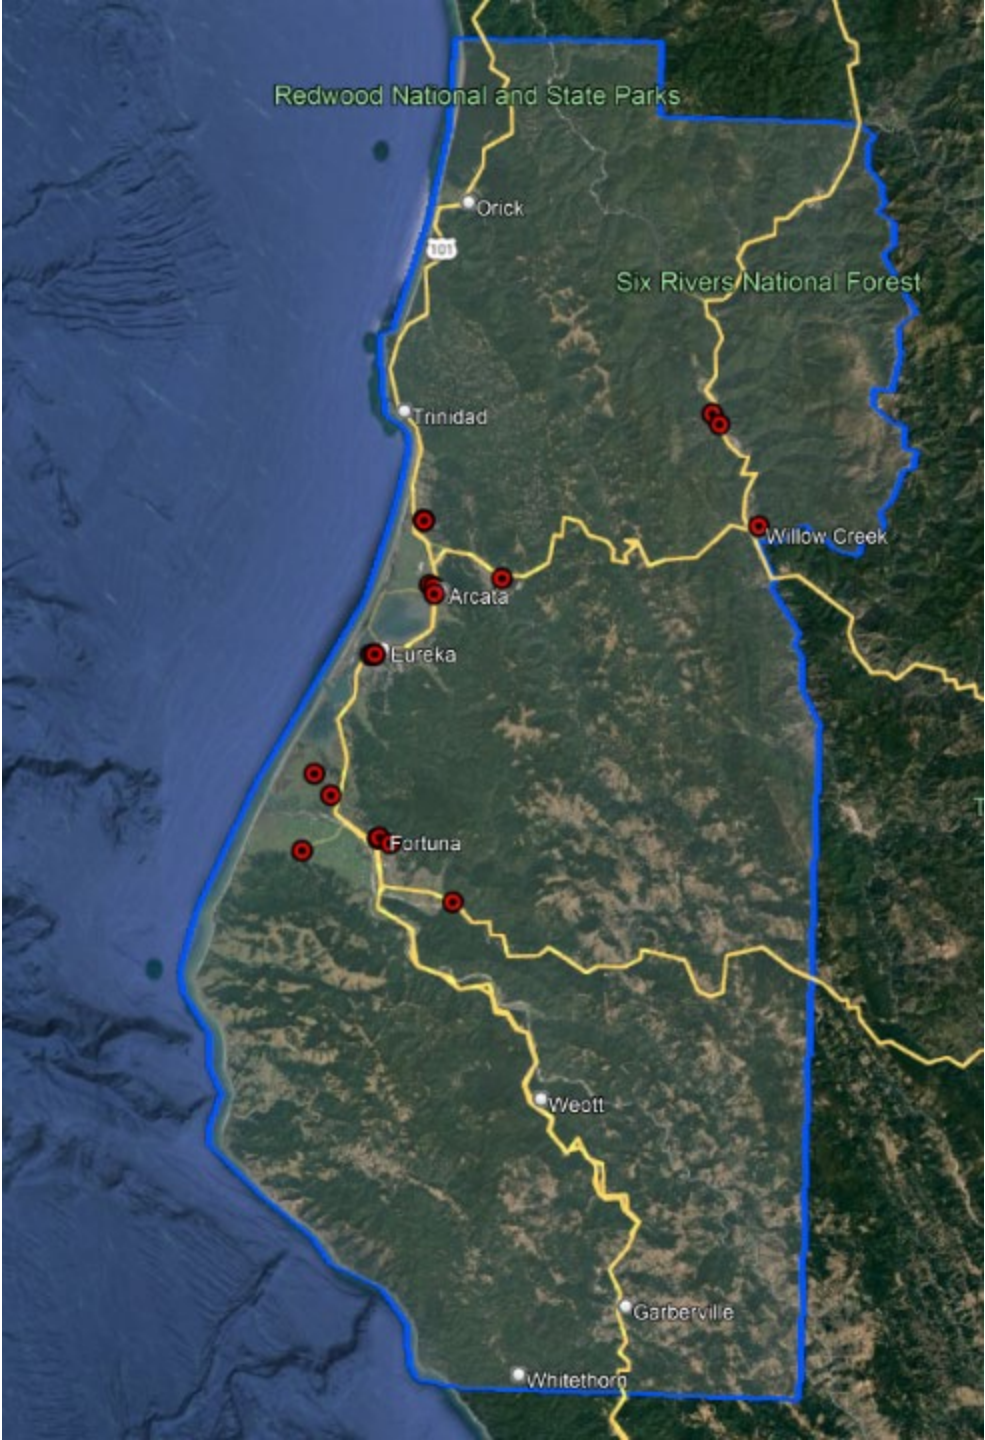 Redwood National and State Parks
Orick
101
Six Rivers National Forest
Trinidad
Willow Creek
Arcata
Eureka
T
Fortuna
Weott
Garberville
Whitethorn